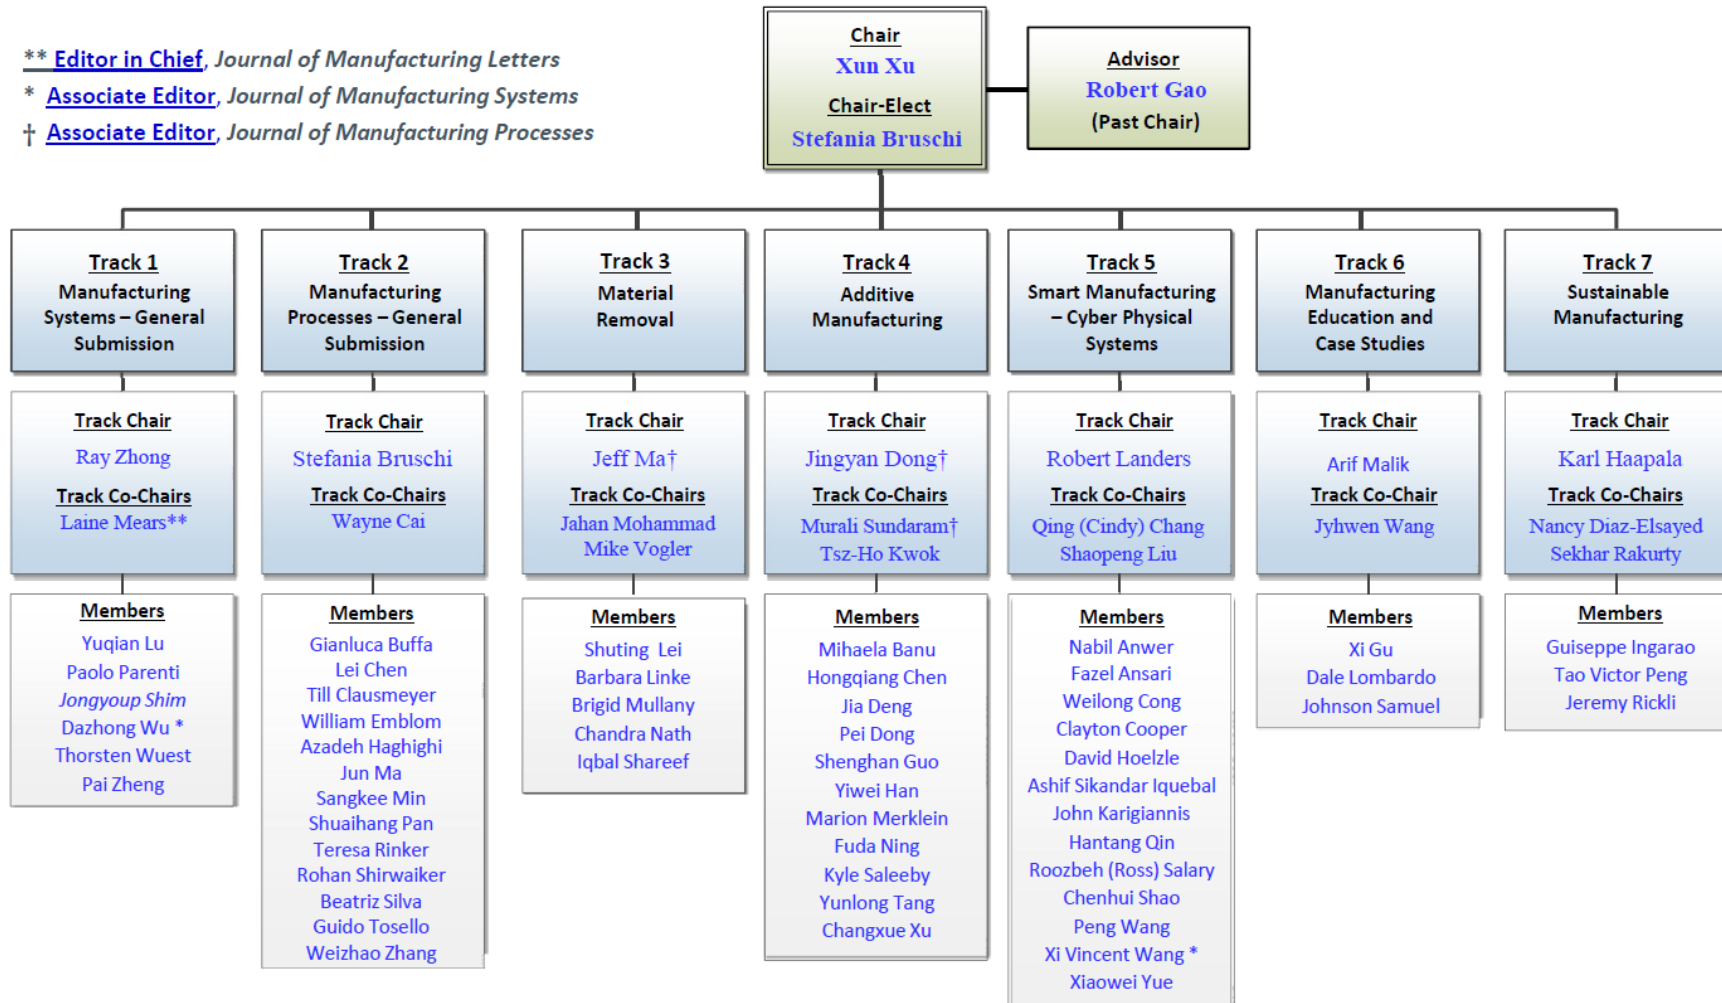 ** Editor in Chief, Journal of Manufacturing Letters
* Associate Editor, Journal of Manufacturing Systems
† Associate Editor, Journal of Manufacturing Processes
Chair
Xun Xu
Chair-Elect
Stefania Bruschi
Advisor
Robert Gao
(Past Chair)
Track 1
Manufacturing
Systems – General
Submission
Track Chair
Ray Zhong
Track Co-Chairs
Laine Mears**
Members
Yuqian Lu
Paolo Parenti
Jongyoup Shim
Dazhong Wu *
Thorsten Wuest
Pai Zheng
Track 2
Manufacturing
Processes – General
Submission
Track Chair
Stefania Bruschi
Track Co-Chairs
Wayne Cai
Members
Gianluca Buffa
Lei Chen
Till Clausmeyer
William Emblom
Azadeh Haghighi
Jun Ma
Sangkee Min
Shuaihang Pan
Teresa Rinker
Rohan Shirwaiker
Beatriz Silva
Guido Tosello
Weizhao Zhang
Track 3
Material
Removal
Track Chair
Jeff Ma†
Track Co-Chairs
Jahan Mohammad
Mike Vogler
Members
Shuting Lei
Barbara Linke
Brigid Mullany
Chandra Nath
Iqbal Shareef
Track 4
Additive
Manufacturing
Track Chair
Jingyan Dong†
Track Co-Chairs
Murali Sundaram†
Tsz-Ho Kwok
Members
Mihaela Banu
Hongqiang Chen
Jia Deng
Pei Dong
Shenghan Guo
Yiwei Han
Marion Merklein
Fuda Ning
Kyle Saleeby
Yunlong Tang
Changxue Xu
Track 5
Smart Manufacturing
– Cyber Physical
Systems
Track Chair
Robert Landers
Track Co-Chairs
Qing (Cindy) Chang
Shaopeng Liu
Members
Nabil Anwer
Fazel Ansari
Weilong Cong
Clayton Cooper
David Hoelzle
Ashif Sikandar Iquebal
John Karigiannis
Hantang Qin
Roozbeh (Ross) Salary
Chenhui Shao
Peng Wang
Xi Vincent Wang *
Xiaowei Yue
Track 6
Manufacturing
Education and
Case Studies
Track Chair
Arif Malik
Track Co-Chair
Jyhwen Wang
Members
Xi Gu
Dale Lombardo
Johnson Samuel
Track 7
Sustainable
Manufacturing
Track Chair
Karl Haapala
Track Co-Chairs
Nancy Diaz-Elsayed
Sekhar Rakurty
Members
Guiseppe Ingarao
Tao Victor Peng
Jeremy Rickli